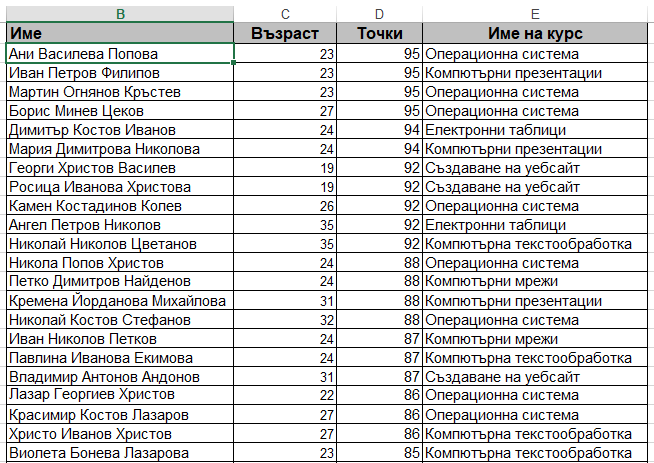 B C D E
Име Възраст Точки Име на курс
Ани Василева Попова 23 95 Операционна система
Иван Петров Филипов 23 95 Компютърни презентации
Мартин Огнянов Кръстев 23 95 Операционна система
Борис Минев Цеков 27 95 Операционна система
Димитър Костов Иванов 24 94 Електронни таблици
Мария Димитрова Николова 24 94 Компютърни презентации
Георги Христов Василев 19 92 Създаване на уебсайт
Росица Иванова Христова 19 92 Създаване на уебсайт
Камен Костадинов Колев 26 92 Операционна система
Ангел Петров Николов 35 92 Електронни таблици
Николай Николов Цветанов 35 92 Компютърна текстообработка
Никола Попов Христов 24 88 Операционна система
Петко Димитров Найденов 24 88 Компютърни мрежи
Кремена Йорданова Михайлова 31 88 Компютърни презентации
Николай Костов Стефанов 32 88 Операционна система
Иван Николов Петков 24 87 Компютърни мрежи
Павлина Иванова Екимова 24 87 Компютърна текстообработка
Владимир Антонов Андонов 31 87 Създаване на уебсайт
Лазар Георгиев Христов 22 86 Операционна система
Красимир Костов Лазаров 27 86 Операционна система
Христо Иванов Христов 27 86 Компютърна текстообработка
Виолета Бонева Лазарова 23 85 Компютърна текстообработка